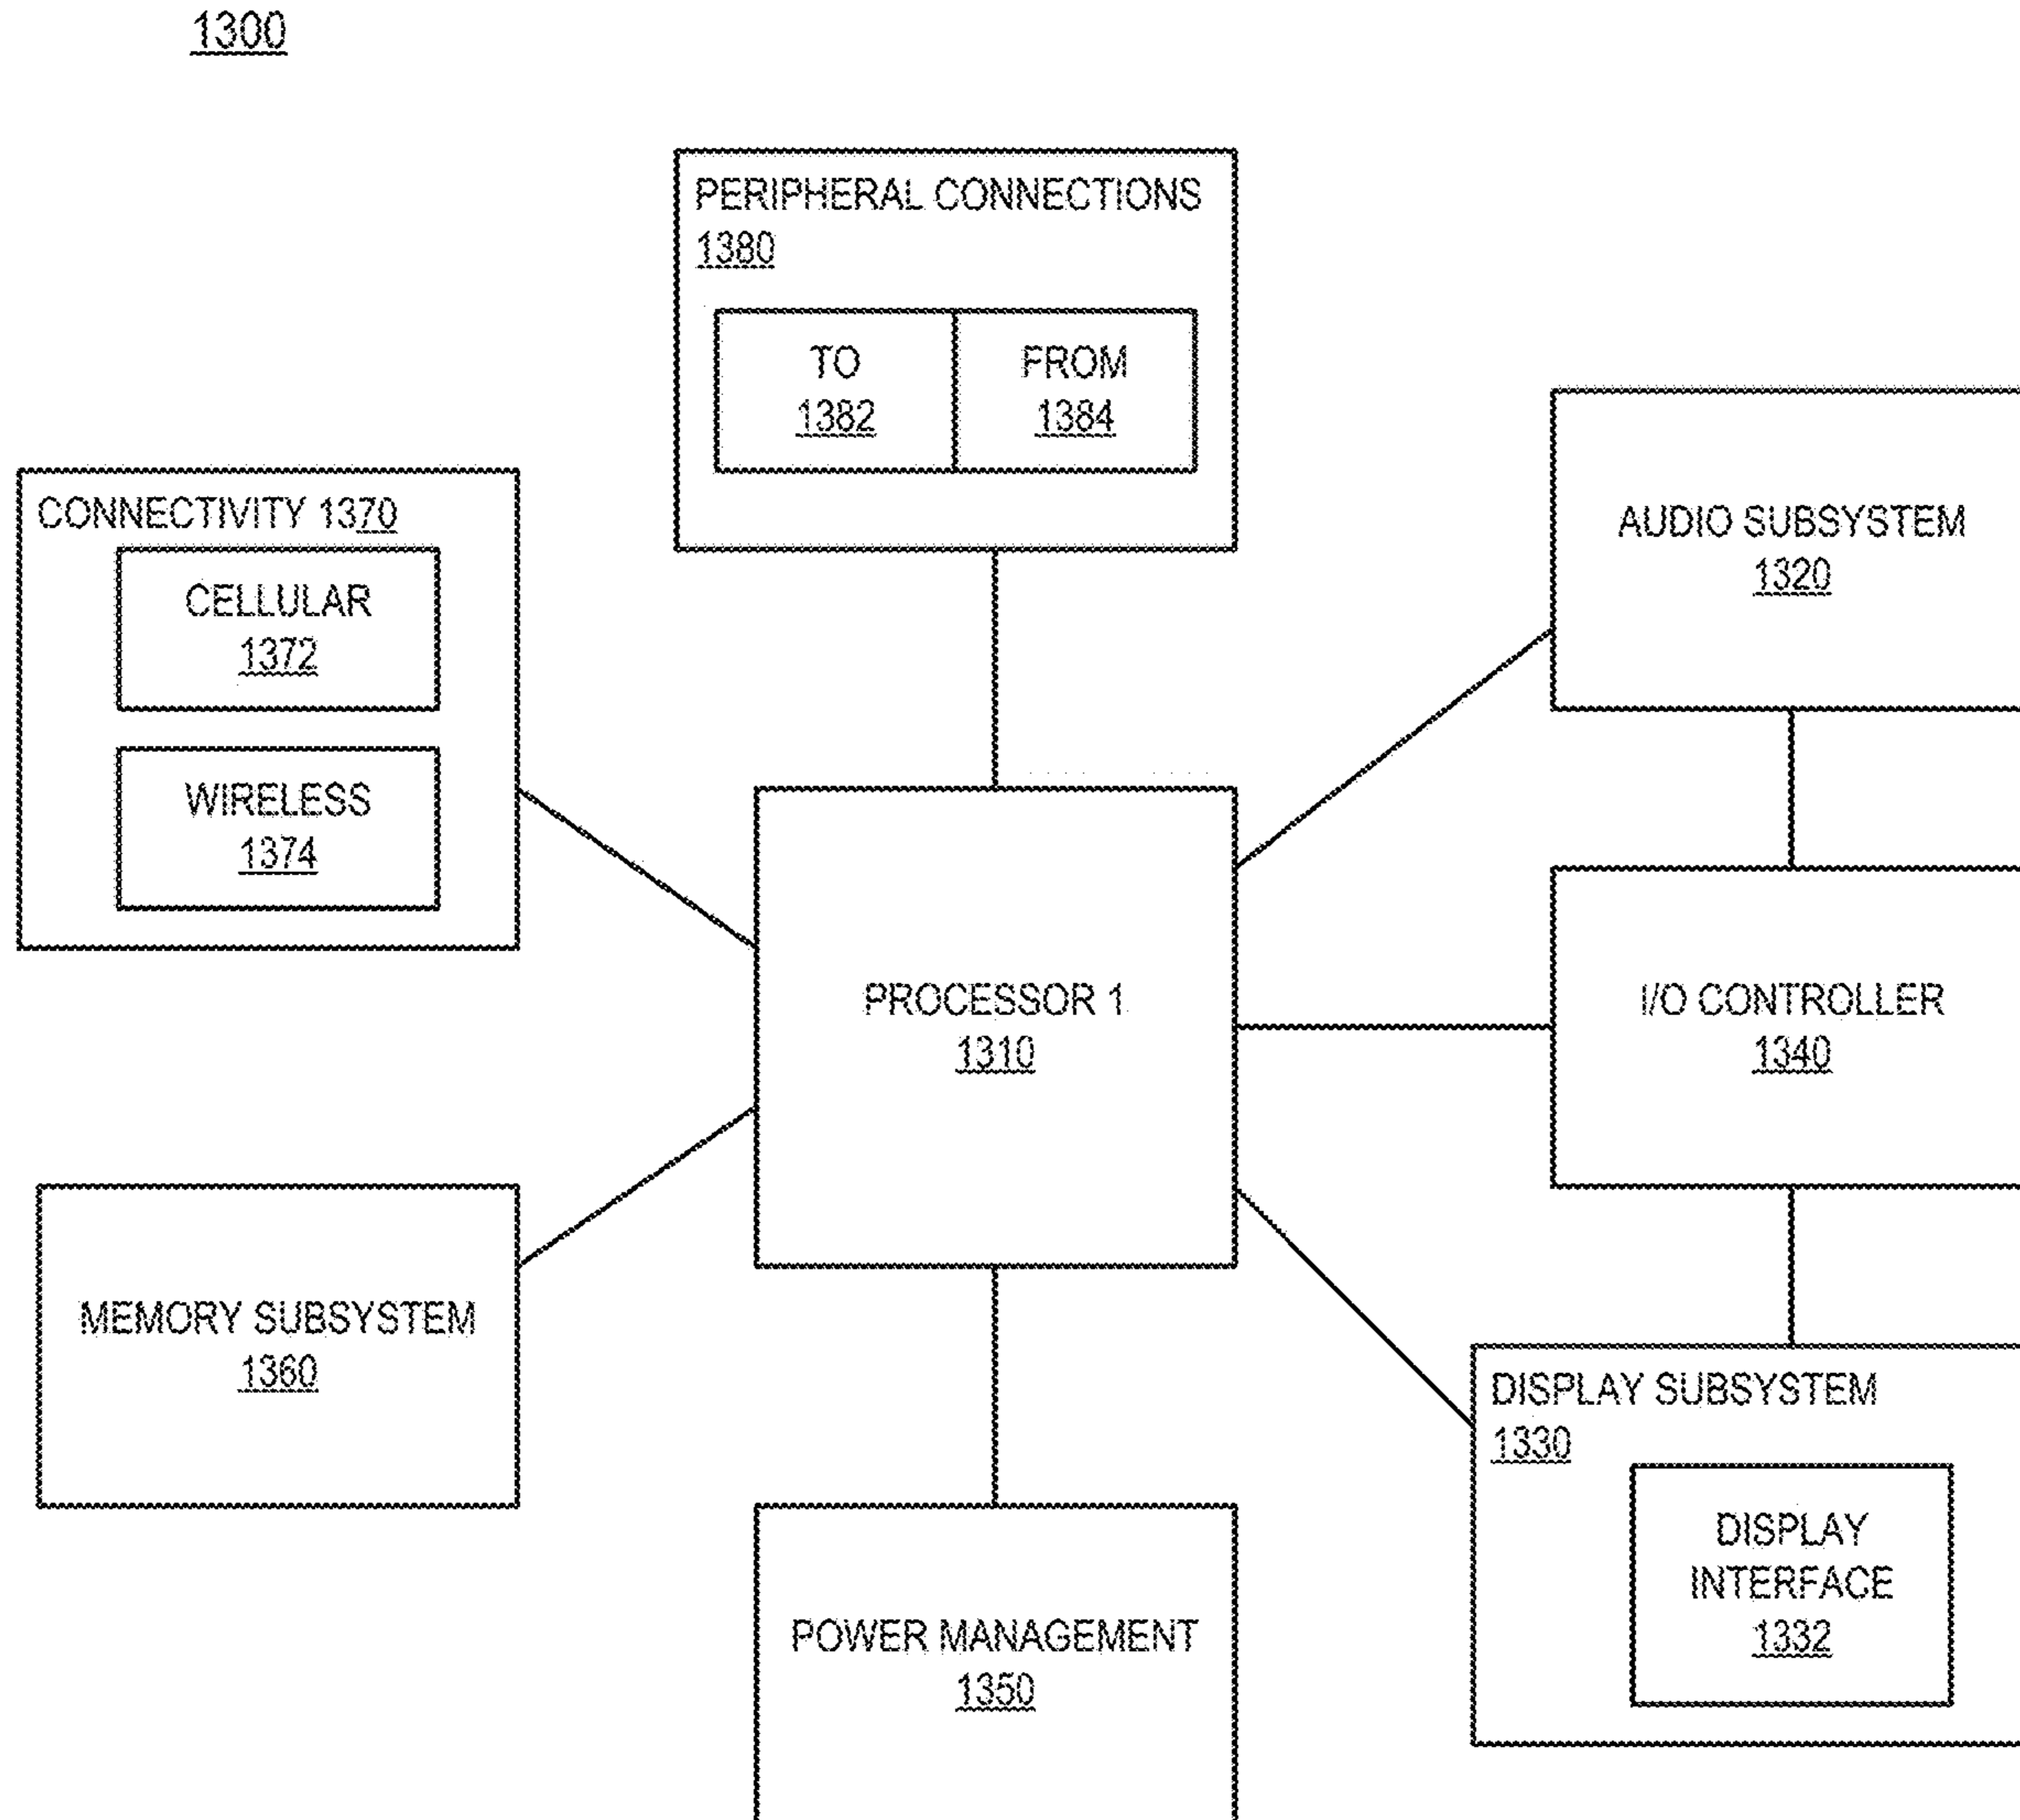 1300
PERIPHERAL CONNECTIONS
1380
TO
1382
FROM
1384
CONNECTIVITY 1370
CELLULAR
1372
WIRELESS
1374
AUDIO SUBSYSTEM
1320
PROCESSOR 1
1310
I/O CONTROLLER
1340
MEMORY SUBSYSTEM
1360
DISPLAY SUBSYSTEM
1330
DISPLAY
INTERFACE
1332
POWER MANAGEMENT
1350